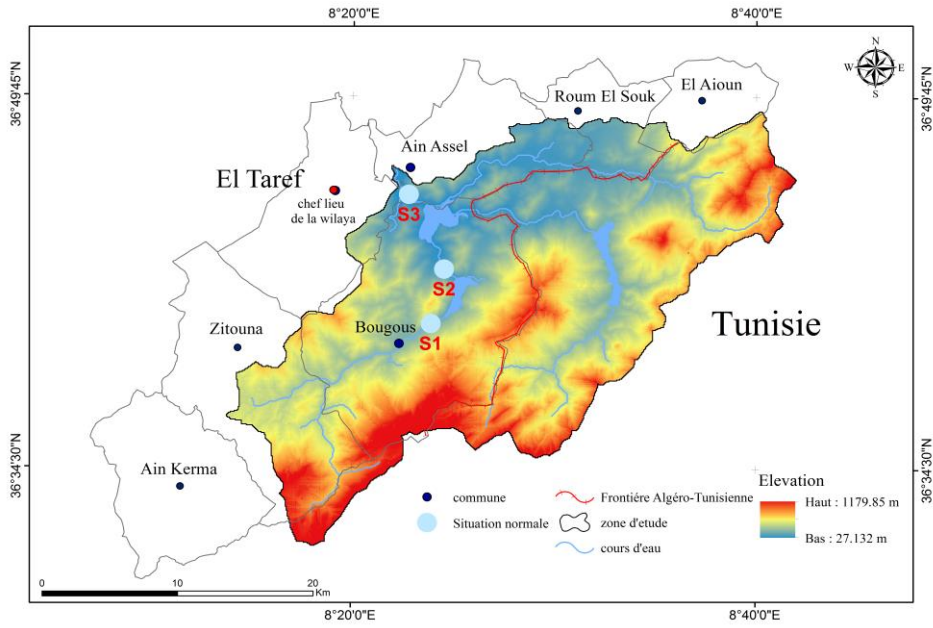 8°20'0"E
8°40'0"E
36°49'45"N
36°49'45"N
N
W
E
S
El Aioun
Roum El Souk
Ain Assel
El Taref
chef lieu
de la wilaya
S3
S2
Tunisie
Zitouna
Bougous
S1
36°34'30"N
36°34'30"N
Ain Kerma
Elevation
commune
Frontiére Algéro-Tunisienne
Haut : 1179.85 m
Situation normale
zone d'etude
Bas : 27.132 m
cours d'eau
0
10
20
Km
8°20'0"E
8°40'0"E